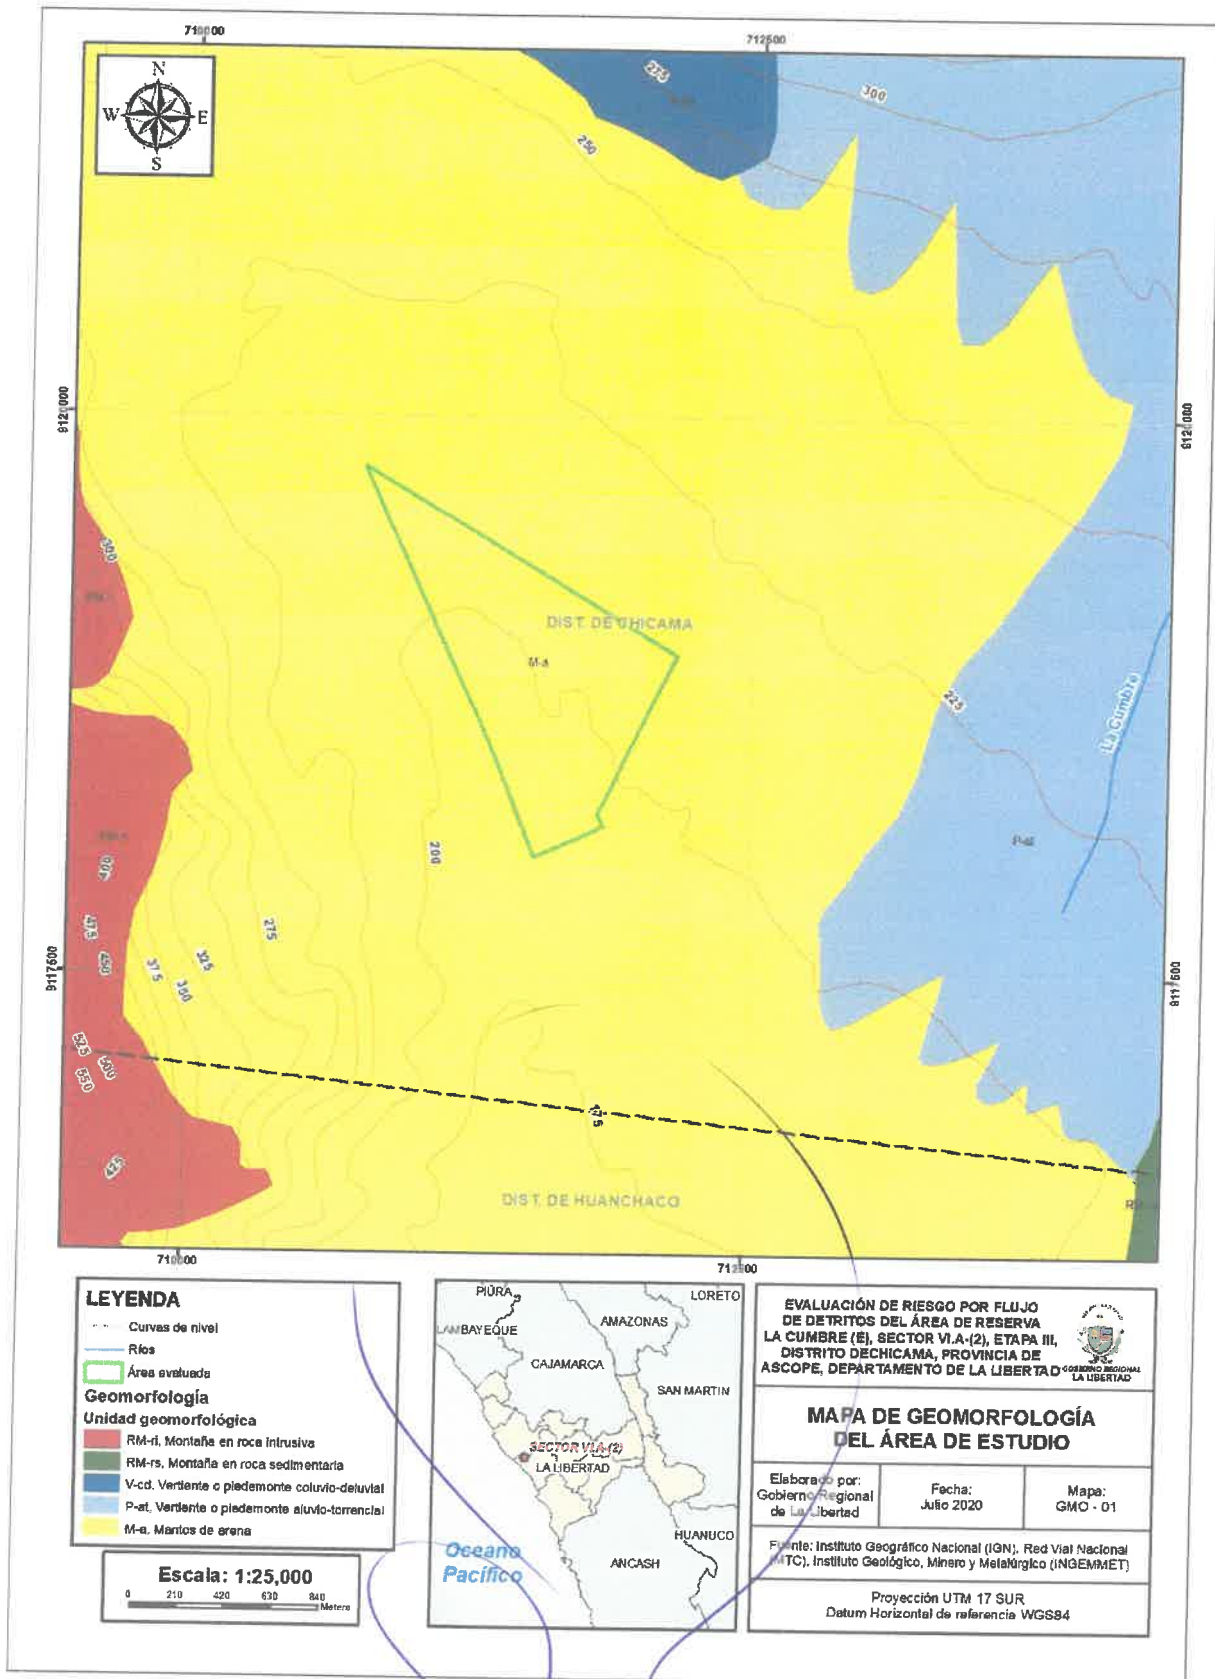 710000
712500
N
W E
S
275
300
250
9120000
9120000
300
DIST. DE CHICAMA
M-a
225
La Cumbre
200
P-at
400
475
450
275
325
375
350
9117500
9117500
525
500
550
175
425
DIST. DE HUANCHACO
710000
712500
LEYENDA
Curvas de nivel
Ríos
Área evaluada
Geomorfología
Unidad geomorfológica
RM-ri, Montaña en roca intrusiva
RM-rs, Montaña en roca sedimentaria
V-cd, Vertiente o piedemonte coluvio-deluvial
P-at, Vertiente o piedemonte aluvio-torrencial
M-a, Mantos de arena
Escala: 1:25,000
0 210 420 630 840
Meters
PIURA
LORETO
LAMBAYEQUE
AMAZONAS
CAJAMARCA
SAN MARTIN
SECTOR VI.A-(2)
LA LIBERTAD
HUANUCO
ANCASH
Oceano
Pacífico
EVALUACIÓN DE RIESGO POR FLUJO
DE DETRITOS DEL ÁREA DE RESERVA
LA CUMBRE (E), SECTOR VI.A-(2), ETAPA III,
DISTRITO DECHICAMA, PROVINCIA DE
ASCOPE, DEPARTAMENTO DE LA LIBERTAD
GOBIERNO REGIONAL
LA LIBERTAD
MAPA DE GEOMORFOLOGÍA
DEL ÁREA DE ESTUDIO
Elaborado por:
Gobierno Regional
de La Libertad
Fecha:
Julio 2020
Mapa:
GMO - 01
Fuente: Instituto Geográfico Nacional (IGN). Red Vial Nacional
(MTC), Instituto Geológico, Minero y Metalúrgico (INGEMMET)
Proyección UTM 17 SUR
Datum Horizontal de referencia WGS84